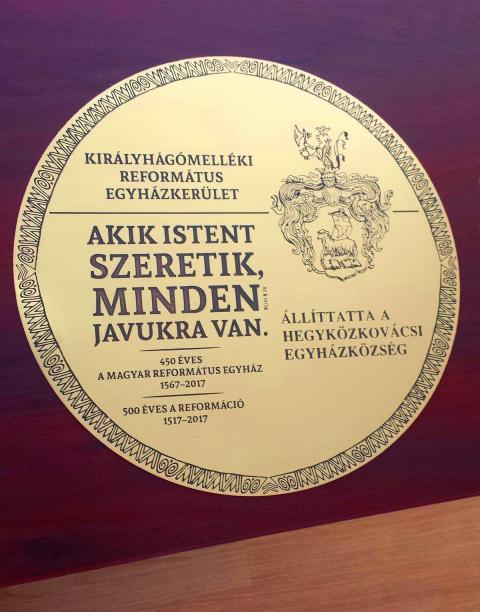 KIRÁLYHÁGÓMELLÉKI
REFORMÁTUS
EGYHÁZKERÜLET
AKIK ISTENT
SZERETIK,
MINDEN
JAVUKRA VAN.
450 ÉVES
A MAGYAR REFORMÁTUS EGYHÁZ
1567–2017
500 ÉVES A REFORMÁCIÓ
1517–2017
ÁLLÍTTATTA A
HEGYKÖZKOVÁCSI
EGYHÁZKÖZSÉG